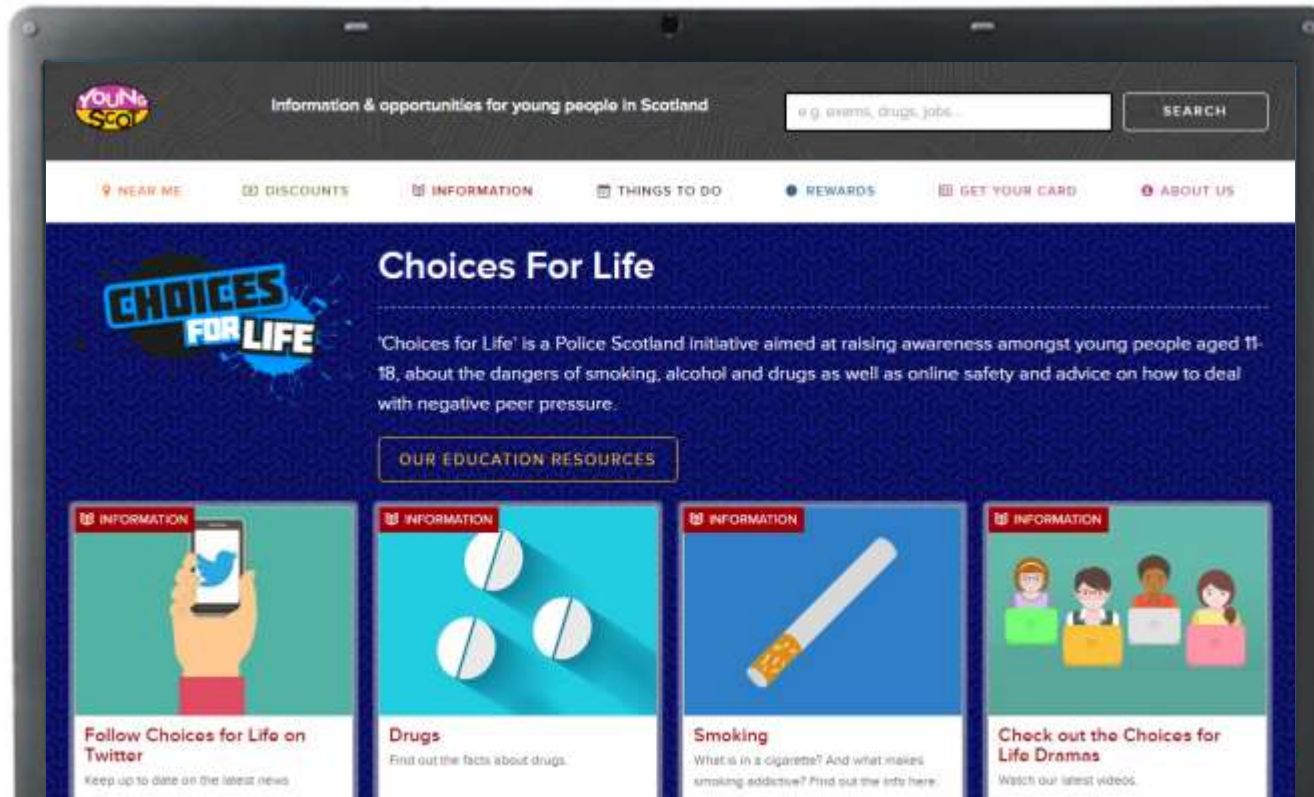 YOUNG
SCOT
Information & opportunities for young people in Scotland
e.g. exams, drugs, jobs...
SEARCH
NEAR ME
DISCOUNTS
INFORMATION
THINGS TO DO
REWARDS
GET YOUR CARD
ABOUT US
CHOICES
FOR LIFE
Choices For Life
'Choices for Life' is a Police Scotland initiative aimed at raising awareness amongst young people aged 11-
18, about the dangers of smoking, alcohol and drugs as well as online safety and advice on how to deal
with negative peer pressure.
OUR EDUCATION RESOURCES
INFORMATION
INFORMATION
INFORMATION
INFORMATION
Follow Choices for Life on
Twitter
Keep up to date on the latest news
Drugs
Find out the facts about drugs.
Smoking
What is in a cigarette? And what makes
smoking addictive? Find out the info here.
Check out the Choices for
Life Dramas
Watch our latest videos.